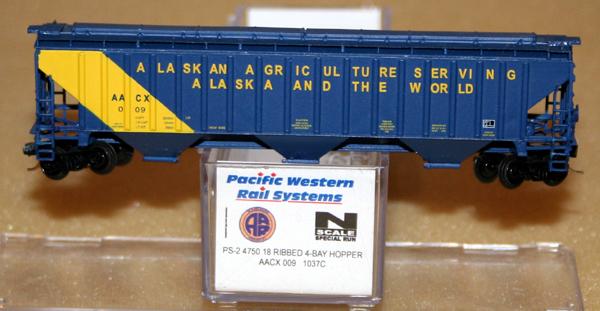 ALASKAN AGRICULTURE SERVING
ALASKA AND THE WORLD
AACX
009
Pacific Western
Rail Systems
N
SCALE
SPECIAL RUN
PS-2 4750 18 RIBBED 4-BAY HOPPER
AACX 009 1037C